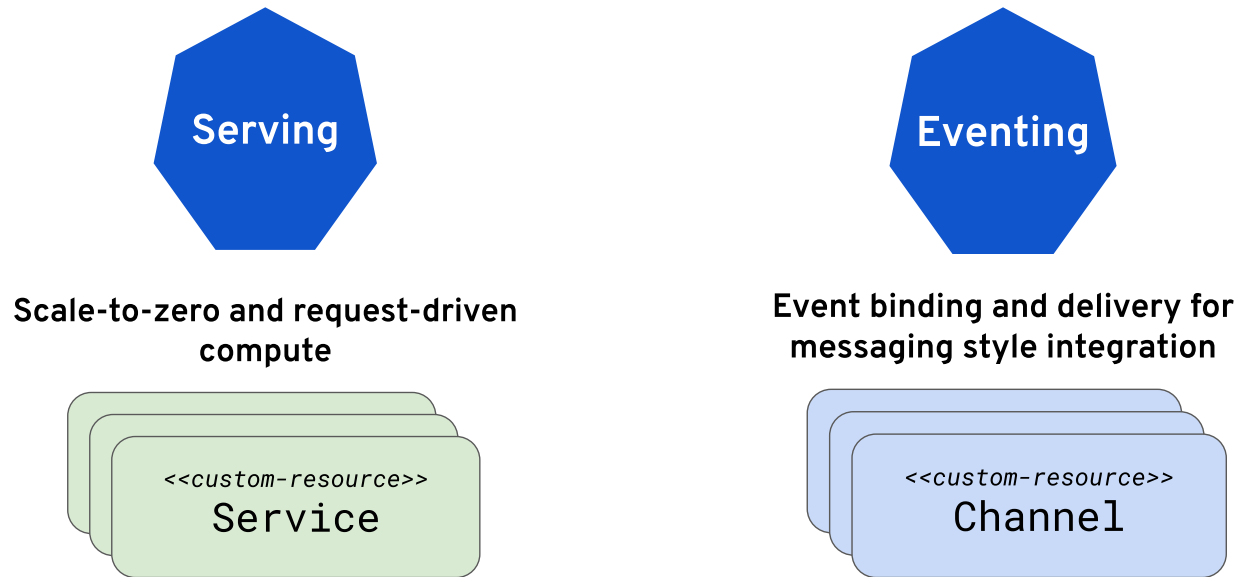 Serving
Scale-to-zero and request-driven
compute
<<custom-resource>>
Service
Eventing
Event binding and delivery for
messaging style integration
<<custom-resource>>
Channel